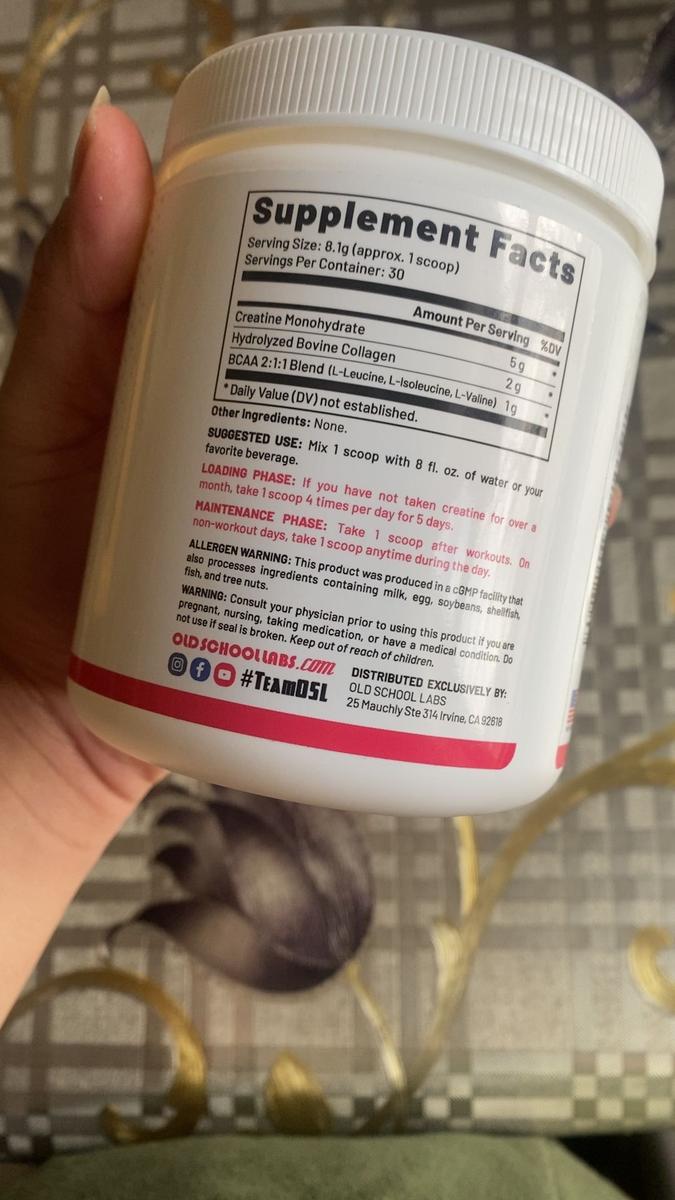 Supplement Facts
Serving Size: 8.1g (approx. 1 scoop)
Servings Per Container: 30
Amount Per Serving %DV
Creatine Monohydrate 5g *
Hydrolyzed Bovine Collagen 2g *
BCAA 2:1:1 Blend (L-Leucine, L-Isoleucine, L-Valine) 1g *
*Daily Value (DV) not established.
Other Ingredients: None.
SUGGESTED USE: Mix 1 scoop with 8 fl. oz. of water or your
favorite beverage.
LOADING PHASE: If you have not taken creatine for over a
month, take 1 scoop 4 times per day for 5 days.
MAINTENANCE PHASE: Take 1 scoop after workouts. On
non-workout days, take 1 scoop anytime during the day.
ALLERGEN WARNING: This product was produced in a cGMP facility that
also processes ingredients containing milk, egg, soybeans, shellfish,
fish, and tree nuts.
WARNING: Consult your physician prior to using this product if you are
pregnant, nursing, taking medication, or have a medical condition. Do
not use if seal is broken. Keep out of reach of children.
OLDSCHOOLLABS.COM
#TEAMOSL
DISTRIBUTED EXCLUSIVELY BY:
OLD SCHOOL LABS
25 Mauchly Ste 314 Irvine, CA 92618